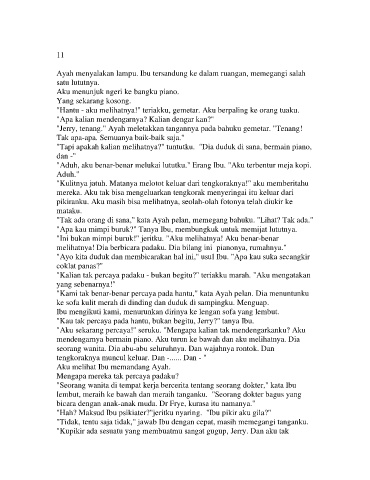 11
Ayah menyalakan lampu. Ibu tersandung ke dalam ruangan, memegangi salah
satu lututnya.
Aku menunjuk ngeri ke bangku piano.
Yang sekarang kosong.
"Hantu - aku melihatnya!" teriakku, gemetar. Aku berpaling ke orang tuaku.
"Apa kalian mendengarnya? Kalian dengar kan?"
"Jerry, tenang." Ayah meletakkan tangannya pada bahuku gemetar. "Tenang!
Tak apa-apa. Semuanya baik-baik saja."
"Tapi apakah kalian melihatnya?" tuntutku.  "Dia duduk di sana, bermain piano,
dan -"
"Aduh, aku benar-benar melukai lututku." Erang Ibu. "Aku terbentur meja kopi.
Aduh."
"Kulitnya jatuh. Matanya melotot keluar dari tengkoraknya!" aku memberitahu
mereka. Aku tak bisa mengeluarkan tengkorak menyeringai itu keluar dari
pikiranku. Aku masih bisa melihatnya, seolah-olah fotonya telah diukir ke
mataku.
"Tak ada orang di sana," kata Ayah pelan, memegang bahuku. "Lihat? Tak ada."
"Apa kau mimpi buruk?" Tanya Ibu, membungkuk untuk memijat lututnya.
"Ini bukan mimpi buruk!" jeritku. "Aku melihatnya! Aku benar-benar
melihatnya! Dia berbicara padaku. Dia bilang ini  pianonya, rumahnya."
"Ayo kita duduk dan membicarakan hal ini," usul Ibu. "Apa kau suka secangkir
coklat panas?"
"Kalian tak percaya padaku - bukan begitu?" teriakku marah. "Aku mengatakan
yang sebenarnya!"
"Kami tak benar-benar percaya pada hantu," kata Ayah pelan. Dia menuntunku
ke sofa kulit merah di dinding dan duduk di sampingku. Menguap.
Ibu mengikuti kami, menurunkan dirinya ke lengan sofa yang lembut.
"Kau tak percaya pada hantu, bukan begitu, Jerry?" tanya Ibu.
"Aku sekarang percaya!" seruku. "Mengapa kalian tak mendengarkanku? Aku
mendengarnya bermain piano. Aku turun ke bawah dan aku melihatnya. Dia
seorang wanita. Dia abu-abu seluruhnya. Dan wajahnya rontok. Dan
tengkoraknya muncul keluar. Dan -...... Dan - "
Aku melihat Ibu memandang Ayah.
Mengapa mereka tak percaya padaku?
"Seorang wanita di tempat kerja bercerita tentang seorang dokter," kata Ibu
lembut, meraih ke bawah dan meraih tanganku.  "Seorang dokter bagus yang
bicara dengan anak-anak muda. Dr Frye, kurasa itu namanya."
"Hah? Maksud Ibu psikiater?"jeritku nyaring.  "Ibu pikir aku gila?"
"Tidak, tentu saja tidak," jawab Ibu dengan cepat, masih memegangi tanganku.
"Kupikir ada sesuatu yang membuatmu sangat gugup, Jerry. Dan aku tak